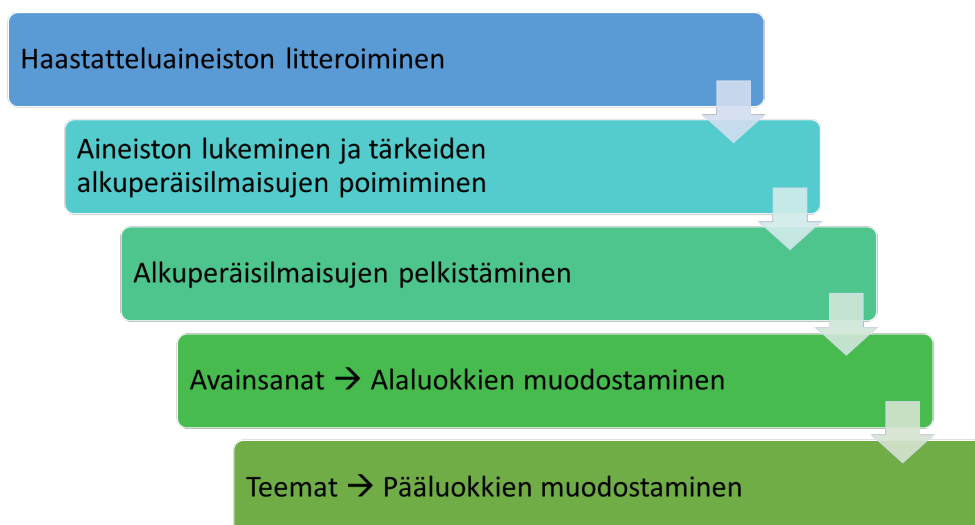 Haastatteluaineiston litteroiminen
Aineiston lukeminen ja tärkeiden
alkuperäisilmaisujen poimiminen
Alkuperäisilmaisujen pelkistäminen
Avainsanat → Alaluokkien muodostaminen
Teemat → Pääluokkien muodostaminen